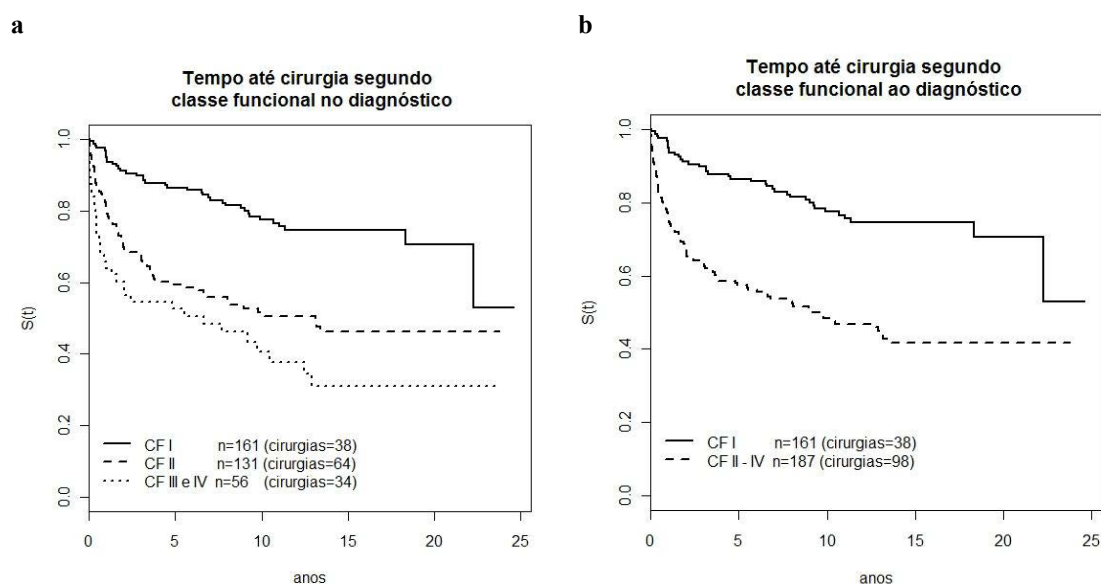 a
Tempo até cirurgia segundo
classe funcional no diagnóstico
S(t)
1.0
0.8
0.6
0.4
0.2
0.0
CF I n=161 (cirurgias=38)
CF II n=131 (cirurgias=64)
CF III e IV n=56 (cirurgias=34)
0 5 10 15 20 25
anos
b
Tempo até cirurgia segundo
classe funcional ao diagnóstico
S(t)
1.0
0.8
0.6
0.4
0.2
0.0
CF I n=161 (cirurgias=38)
CF II - IV n=187 (cirurgias=98)
0 5 10 15 20 25
anos